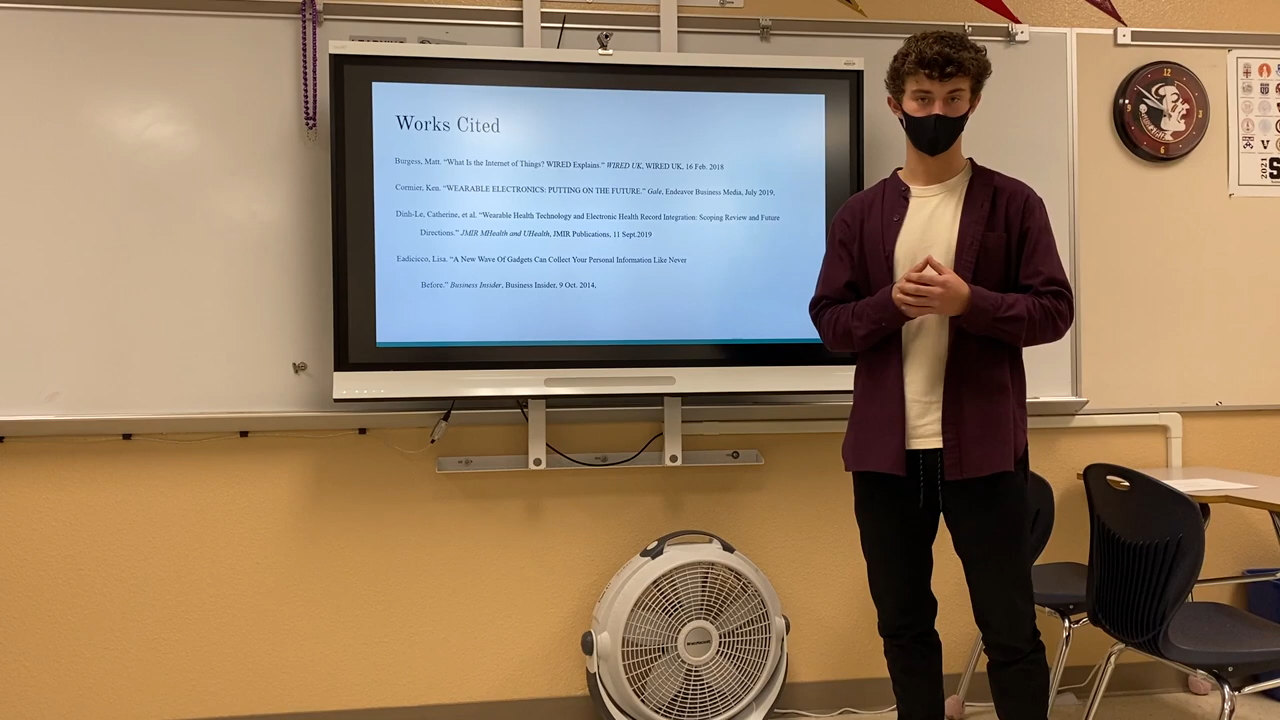 Works Cited
Burgess, Matt. “What Is the Internet of Things? WIRED Explains.” WIRED UK, WIRED UK, 16 Feb. 2018
Cormier, Ken. “WEARABLE ELECTRONICS: PUTTING ON THE FUTURE.” Gale, Endeavor Business Media, July 2019,
Dinh-Le, Catherine, et al. “Wearable Health Technology and Electronic Health Record Integration: Scoping Review and Future
Directions.” JMIR MHealth and UHealth, JMIR Publications, 11 Sept.2019
Eadicicco, Lisa. “A New Wave Of Gadgets Can Collect Your Personal Information Like Never
Before.” Business Insider, Business Insider, 9 Oct. 2014,
12
9
6
2021